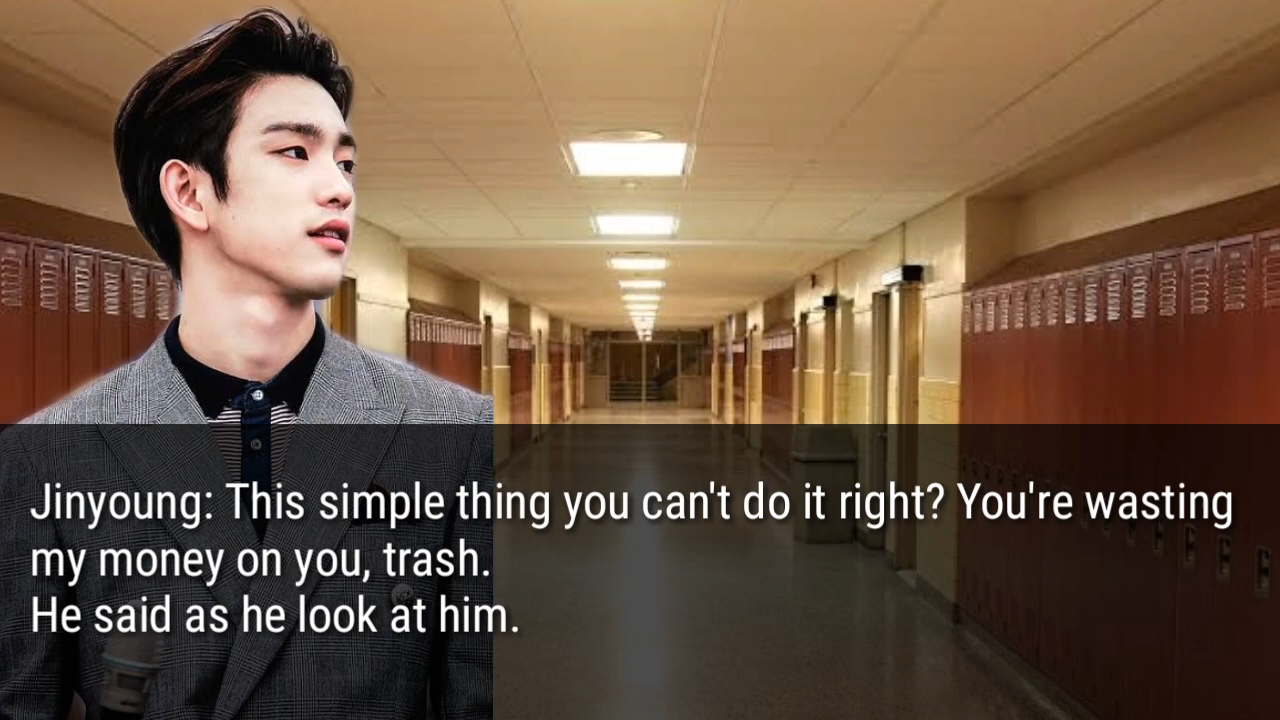 Jinyoung: This simple thing you can't do it right? You're wasting
my money on you, trash.
He said as he look at him.